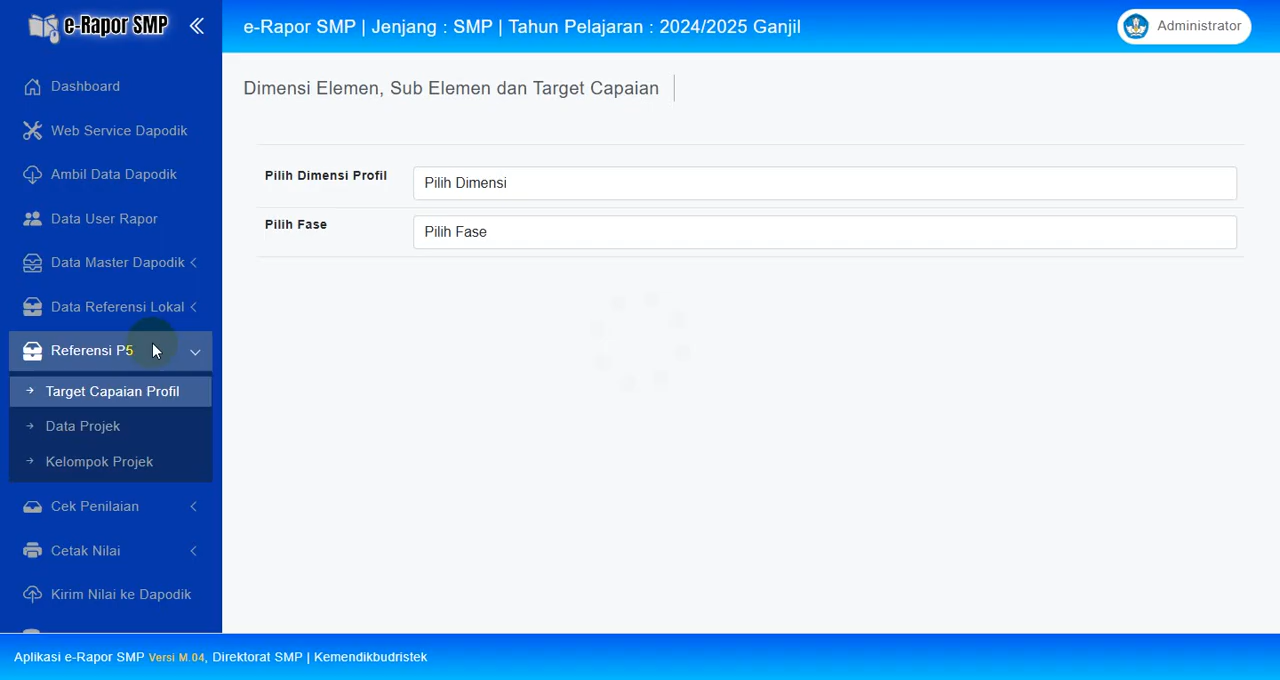 e-Rapor SMP
e-Rapor SMP | Jenjang : SMP | Tahun Pelajaran : 2024/2025 Ganjil
Administrator
Dashboard
Web Service Dapodik
Ambil Data Dapodik
Data User Rapor
Data Master Dapodik
Data Referensi Lokal
Referensi P5
Target Capaian Profil
Data Projek
Kelompok Projek
Cek Penilaian
Cetak Nilai
Kirim Nilai ke Dapodik
Dimensi Elemen, Sub Elemen dan Target Capaian
Pilih Dimensi Profil
Pilih Dimensi
Pilih Fase
Pilih Fase
Aplikasi e-Rapor SMP Versi M.04, Direktorat SMP | Kemendikbudristek